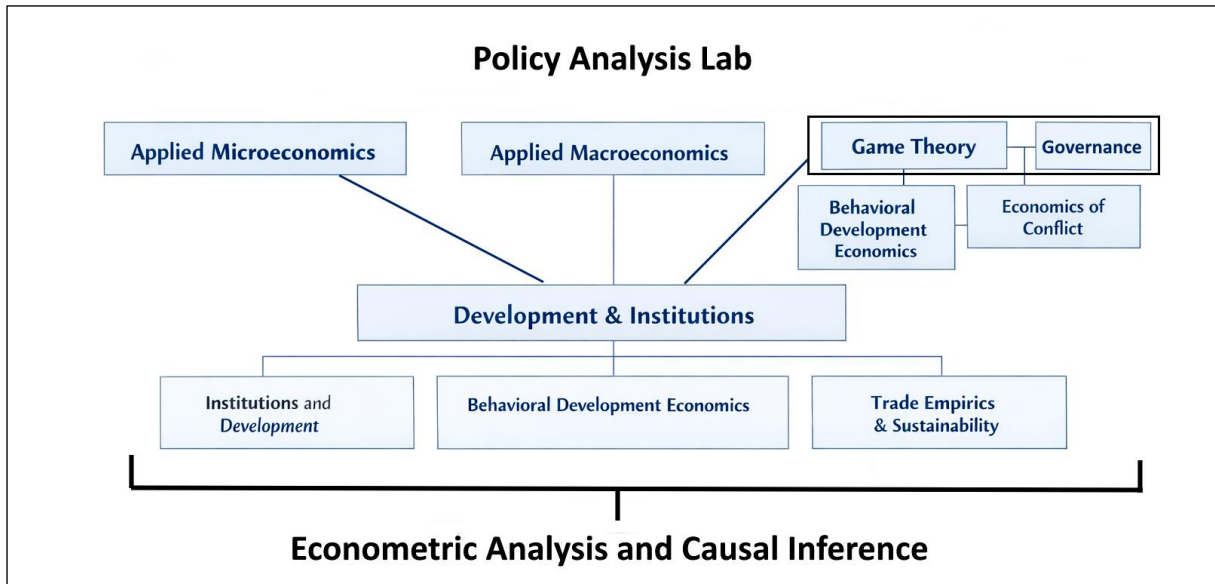 Policy Analysis Lab
Applied Microeconomics
Applied Macroeconomics
Game Theory
Governance
Behavioral
Development
Economics
Economics of
Conflict
Development & Institutions
Institutions and
Development
Behavioral Development Economics
Trade Empirics
& Sustainability
Econometric Analysis and Causal Inference